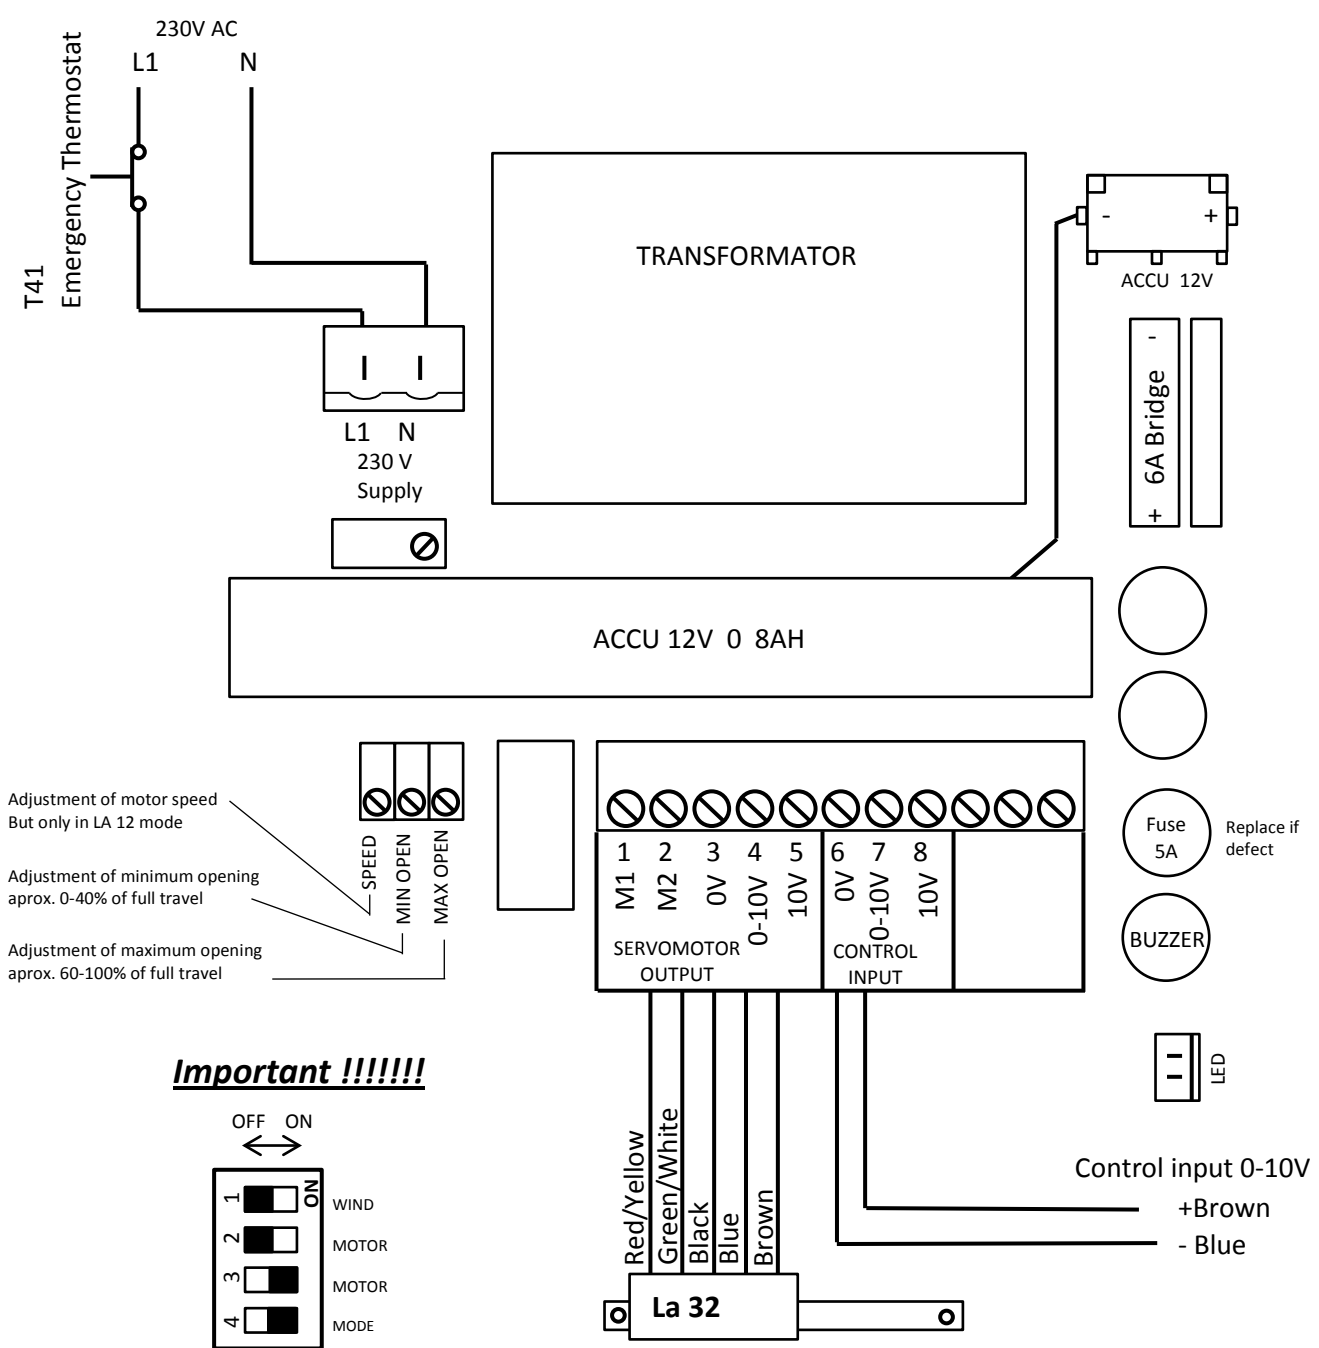 230V AC
L1
N
T41
Emergency Thermostat
TRANSFORMATOR
- +
ACCU 12V
- 6A Bridge +
L1 N
230 V
Supply
ACCU 12V 0 8AH
Adjustment of motor speed
But only in LA 12 mode
Adjustment of minimum opening
aprox. 0-40% of full travel
Adjustment of maximum opening
aprox. 60-100% of full travel
SPEED
MIN OPEN
MAX OPEN
1 2 3 4 5 6 7 8
M1
M2
0V
0-10V
10V
0V
0-10V
10V
SERVOMOTOR
OUTPUT
CONTROL
INPUT
Fuse
5A
Replace if
defect
BUZZER
LED
Important !!!!!!!
OFF ON
ON
1 WIND
2 MOTOR
3 MOTOR
4 MODE
Red/Yellow
Green/White
Black
Blue
Brown
La 32
Control input 0-10V
+Brown
- Blue